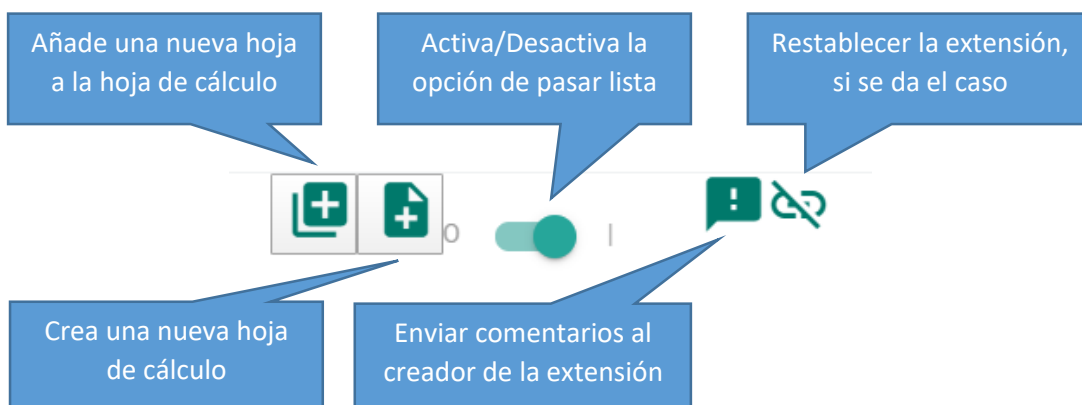 Añade una nueva hoja
a la hoja de cálculo
Activa/Desactiva la
opción de pasar lista
Restablecer la extensión,
si se da el caso
O
I
Crea una nueva hoja
de cálculo
Enviar comentarios al
creador de la extensión